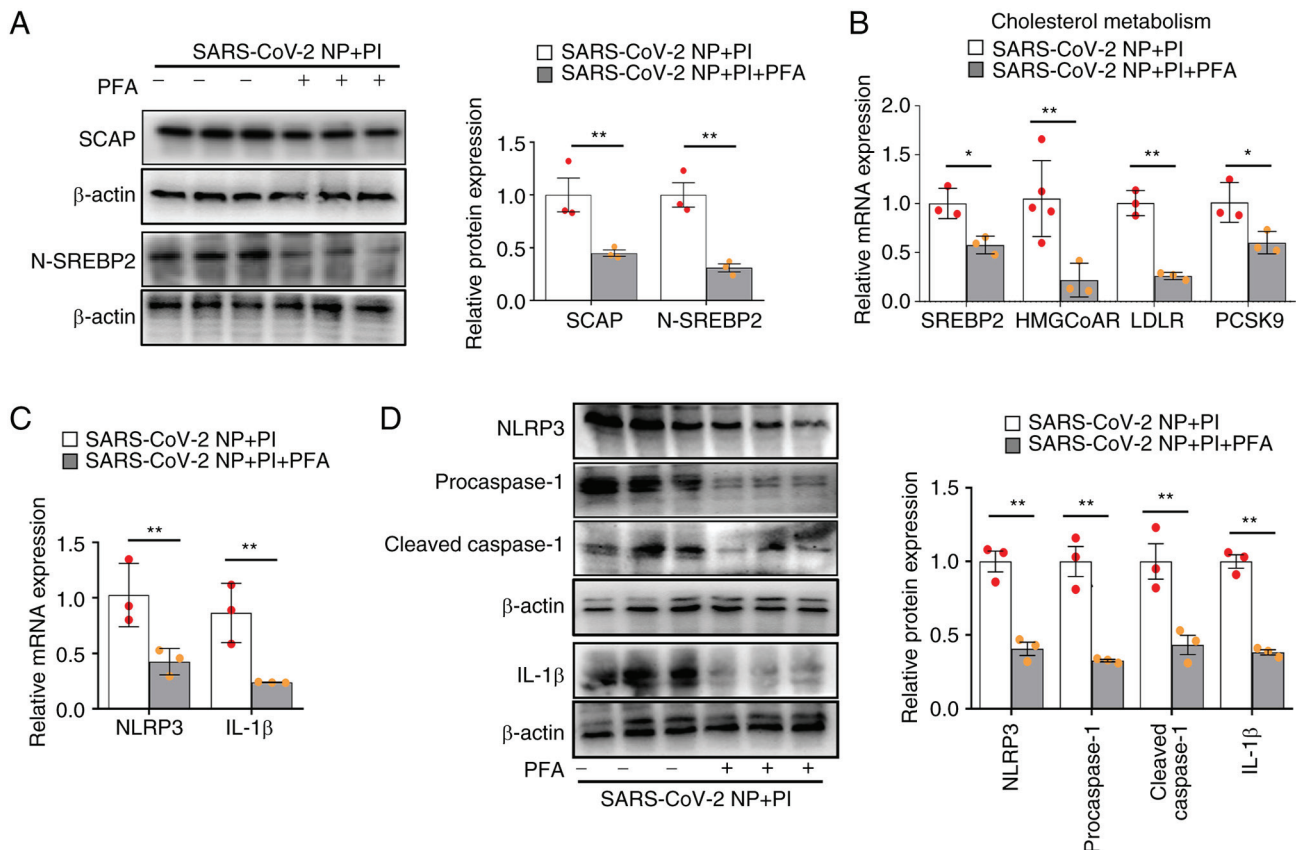 A
SARS-CoV-2 NP+PI
PFA – – – + + +
SCAP
β-actin
N-SREBP2
β-actin
SARS-CoV-2 NP+PI
SARS-CoV-2 NP+PI+PFA
Relative protein expression
1.5
1.0
0.5
0.0
** **
SCAP N-SREBP2
B
Cholesterol metabolism
SARS-CoV-2 NP+PI
SARS-CoV-2 NP+PI+PFA
Relative mRNA expression
2.0
1.5
1.0
0.5
0.0
* ** ** *
SREBP2 HMGCoAR LDLR PCSK9
C
SARS-CoV-2 NP+PI
SARS-CoV-2 NP+PI+PFA
Relative mRNA expression
1.5
1.0
0.5
0.0
** **
NLRP3 IL-1β
D
NLRP3
Procaspase-1
Cleaved caspase-1
β-actin
IL-1β
β-actin
PFA – – – + + +
SARS-CoV-2 NP+PI
SARS-CoV-2 NP+PI
SARS-CoV-2 NP+PI+PFA
Relative protein expression
1.5
1.0
0.5
0.0
** ** ** **
NLRP3
Procaspase-1
Cleaved
caspase-1
IL-1β